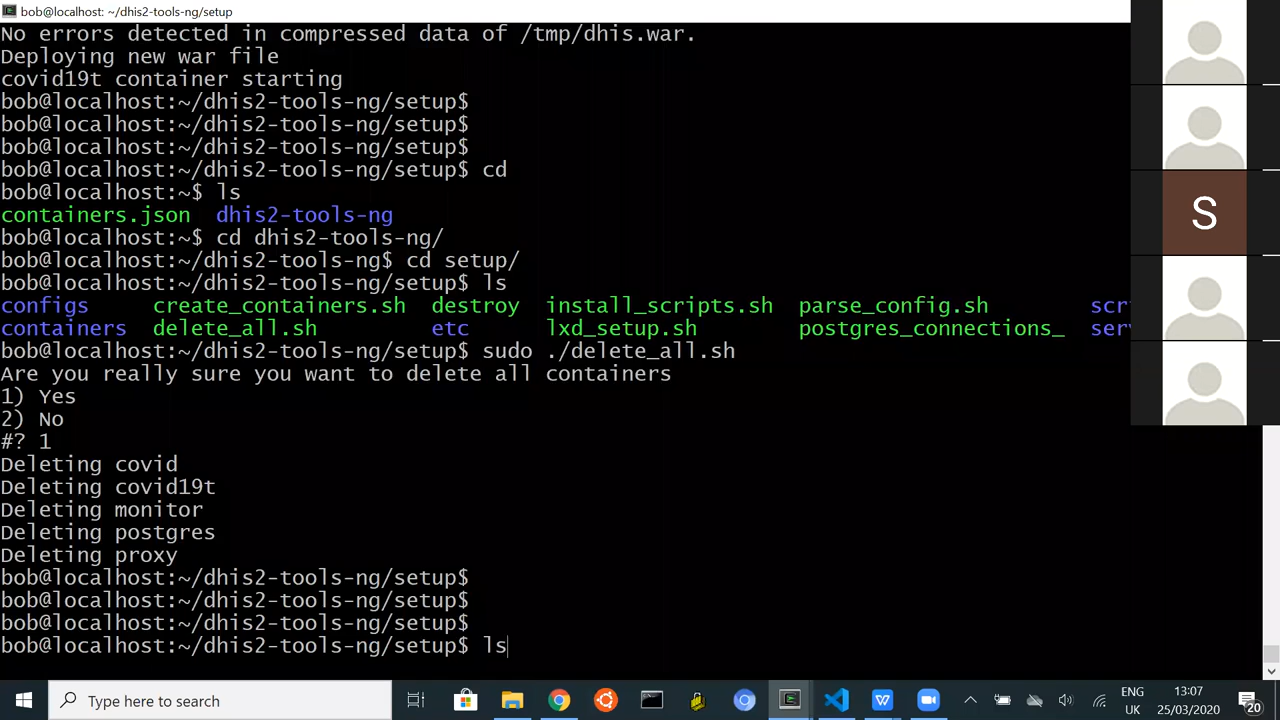 bob@localhost: ~/dhis2-tools-ng/setup
No errors detected in compressed data of /tmp/dhis.war.
Deploying new war file
covid19t container starting
bob@localhost:~/dhis2-tools-ng/setup$
bob@localhost:~/dhis2-tools-ng/setup$
bob@localhost:~/dhis2-tools-ng/setup$
bob@localhost:~/dhis2-tools-ng/setup$ cd
bob@localhost:~$ ls
containers.json  dhis2-tools-ng
bob@localhost:~$ cd dhis2-tools-ng/
bob@localhost:~/dhis2-tools-ng$ cd setup/
bob@localhost:~/dhis2-tools-ng/setup$ ls
configs     create_containers.sh  destroy  install_scripts.sh  parse_config.sh        scr
containers  delete_all.sh         etc      lxd_setup.sh        postgres_connections_  serv
bob@localhost:~/dhis2-tools-ng/setup$ sudo ./delete_all.sh
Are you really sure you want to delete all containers
1) Yes
2) No
#? 1
Deleting covid
Deleting covid19t
Deleting monitor
Deleting postgres
Deleting proxy
bob@localhost:~/dhis2-tools-ng/setup$
bob@localhost:~/dhis2-tools-ng/setup$
bob@localhost:~/dhis2-tools-ng/setup$
bob@localhost:~/dhis2-tools-ng/setup$ ls
S
Type here to search
ENG
UK
13:07
25/03/2020
20